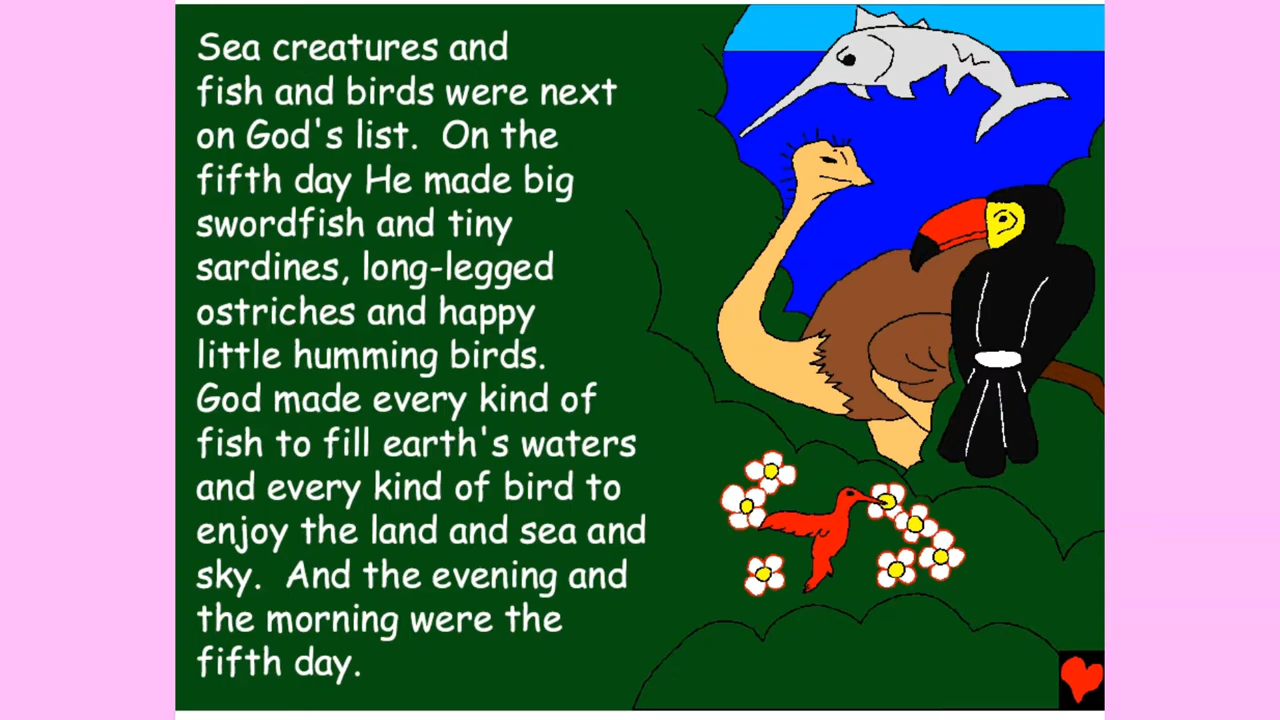 Sea creatures and
fish and birds were next
on God's list.  On the
fifth day He made big
swordfish and tiny
sardines, long-legged
ostriches and happy
little humming birds.
God made every kind of
fish to fill earth's waters
and every kind of bird to
enjoy the land and sea and
sky.  And the evening and
the morning were the
fifth day.